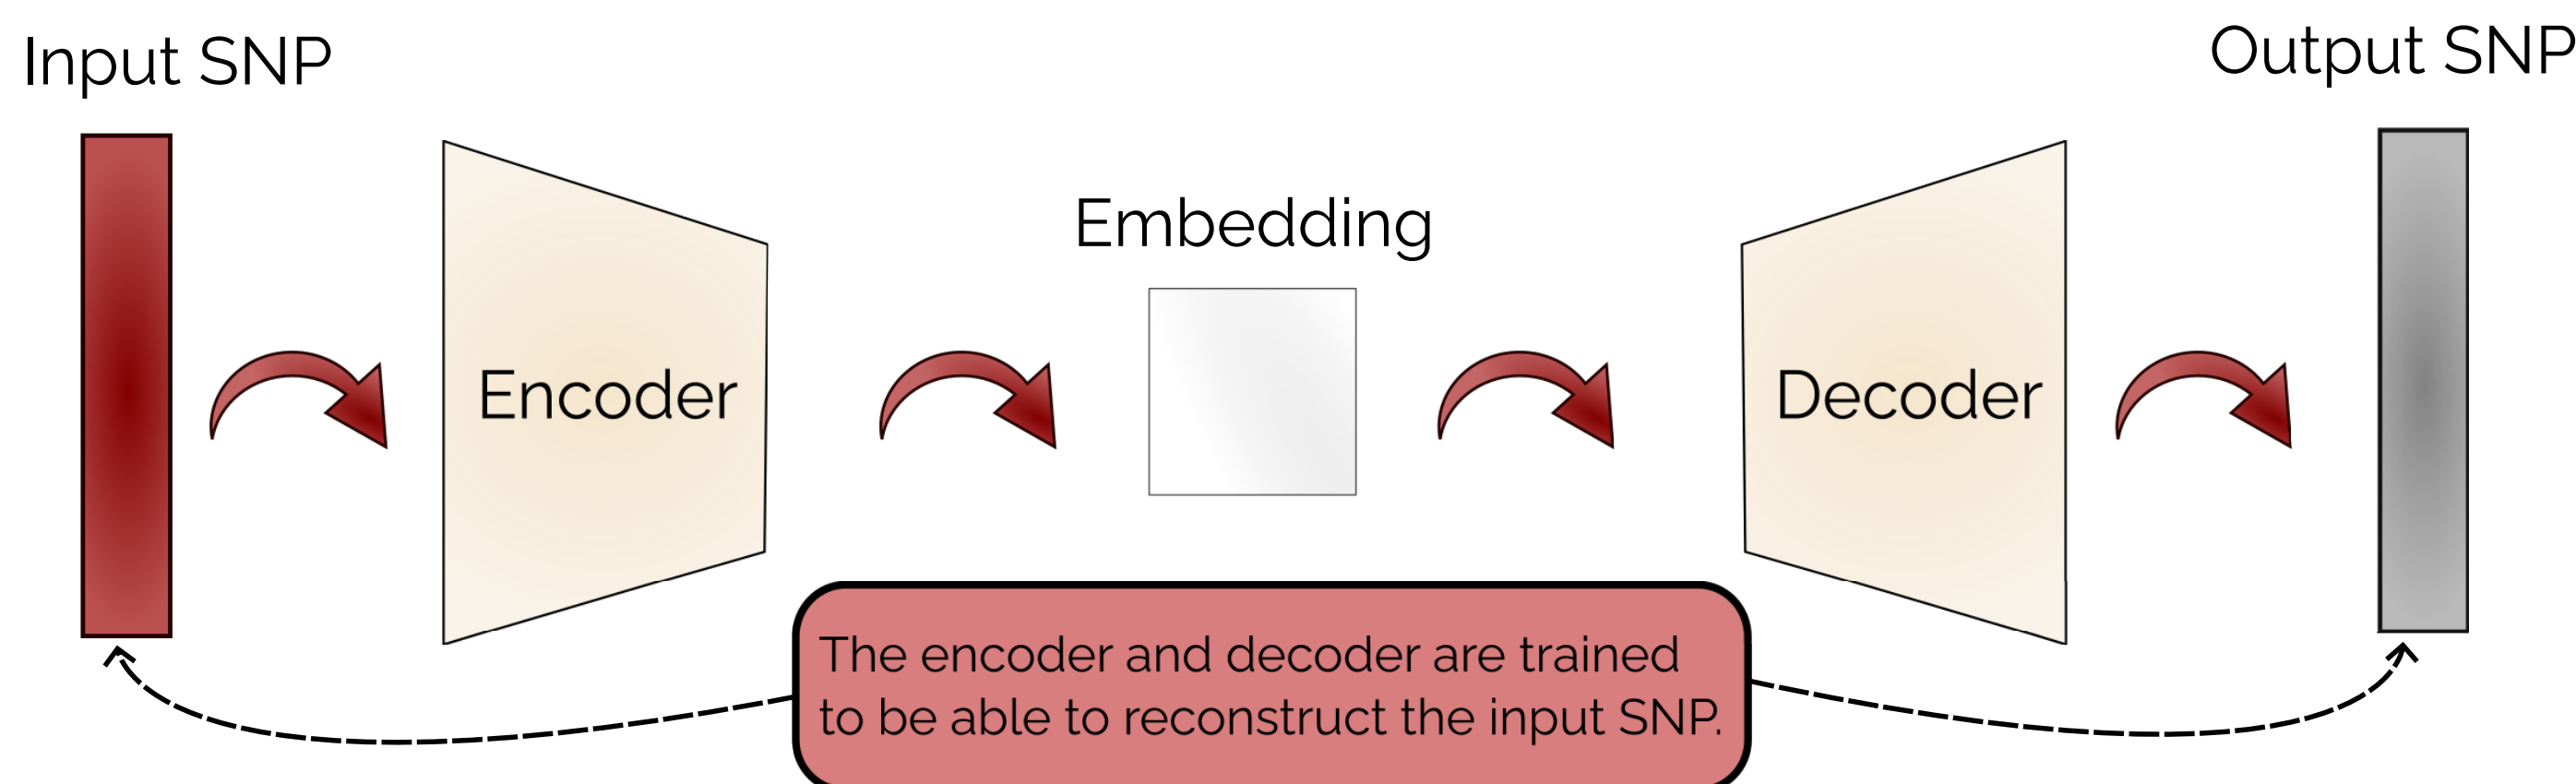 Input SNP
Output SNP
Embedding
Encoder
Decoder
The encoder and decoder are trained
to be able to reconstruct the input SNP.